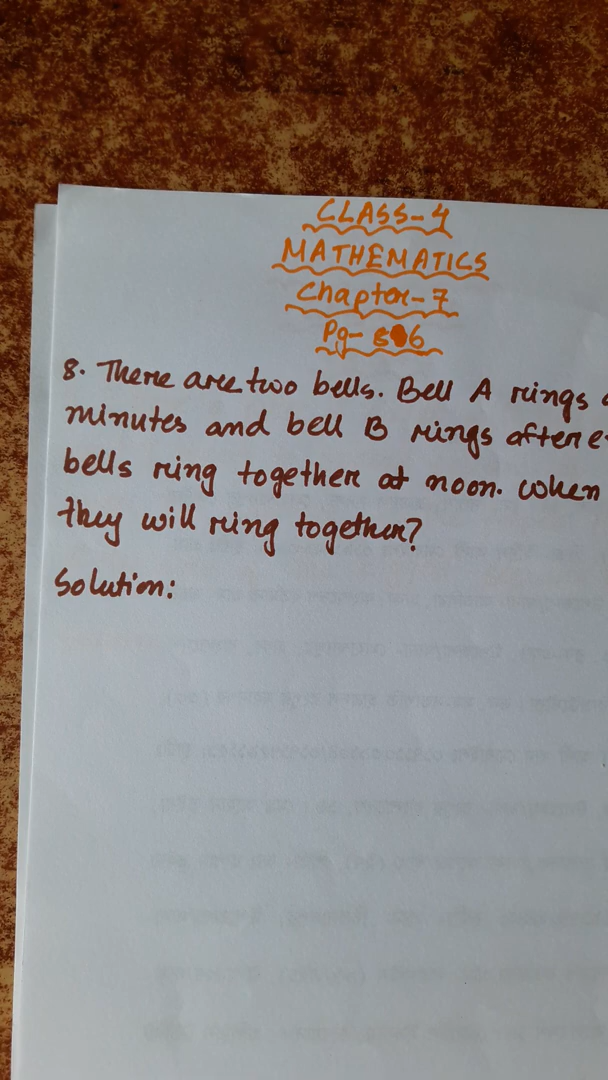 CLASS-4
MATHEMATICS
Chapter-7
Pg-
8. There are two bells. Bell A rings
minutes and bell B rings after
bells ring together at noon. When
they will ring together?
Solution: